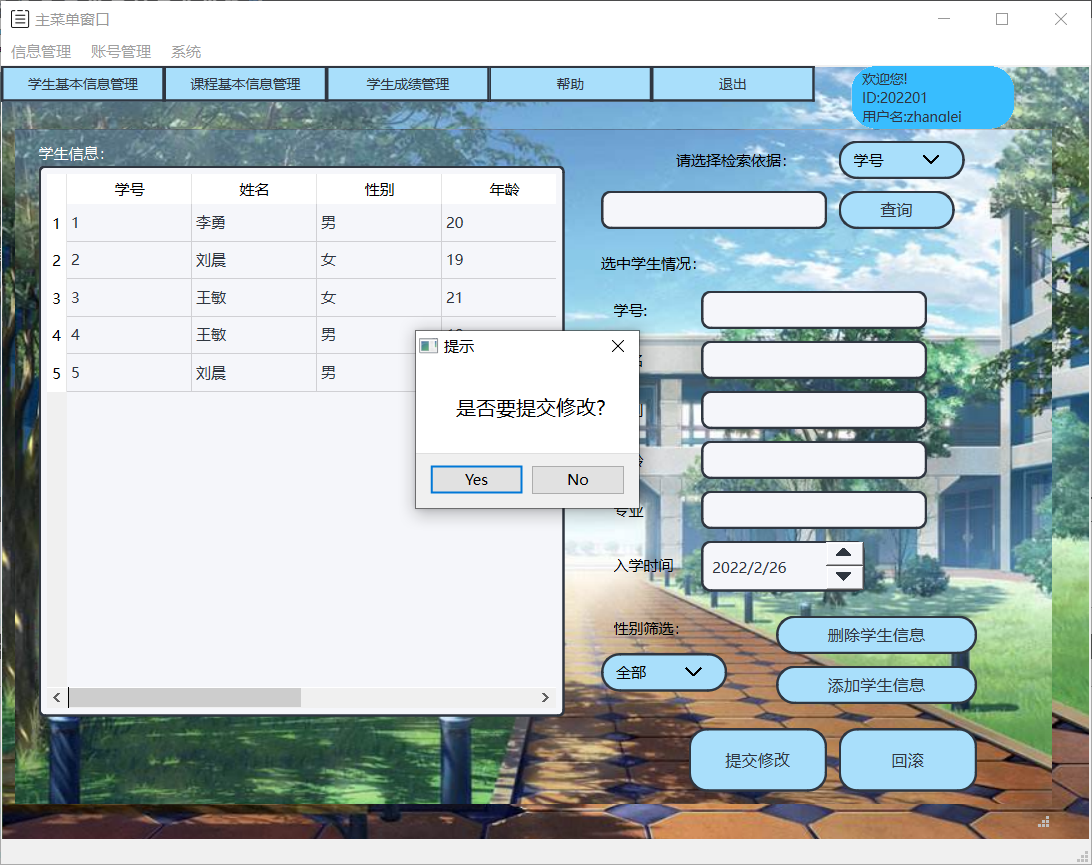 主菜单窗口
信息管理 账号管理 系统
学生基本信息管理 课程基本信息管理 学生成绩管理 帮助 退出
欢迎您!
ID:202201
用户名:zhanglei
学生信息:
请选择检索依据: 学号
查询
学号 姓名 性别 年龄
1 1 李勇 男 20
2 2 刘晨 女 19
3 3 王敏 女 21
4 4 王敏 男
5 5 刘晨 男
选中学生情况:
学号:
专业
入学时间 2022/2/26
性别筛选:
全部
删除学生信息
添加学生信息
提交修改 回滚
提示
是否要提交修改?
Yes No